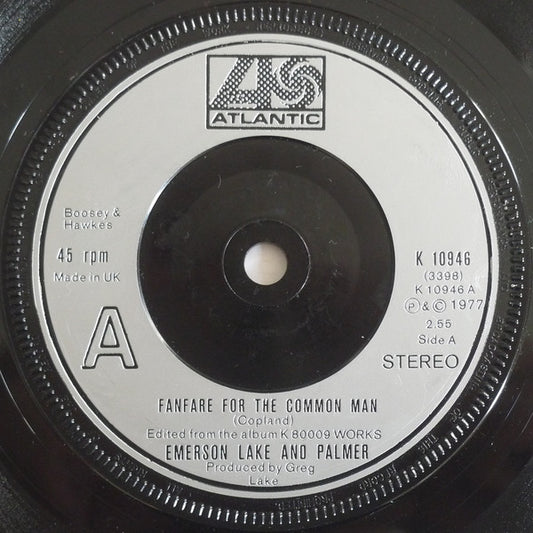 ATLANTIC
Boosey &
Hawkes
45 rpm
Made in UK
A
K 10946
(3398)
K 10946 A
Ⓟ & © 1977
2.55
Side A
STEREO
FANFARE FOR THE COMMON MAN
(Copland)
Edited from the album K 80009 WORKS
EMERSON LAKE AND PALMER
Produced by Greg
Lake